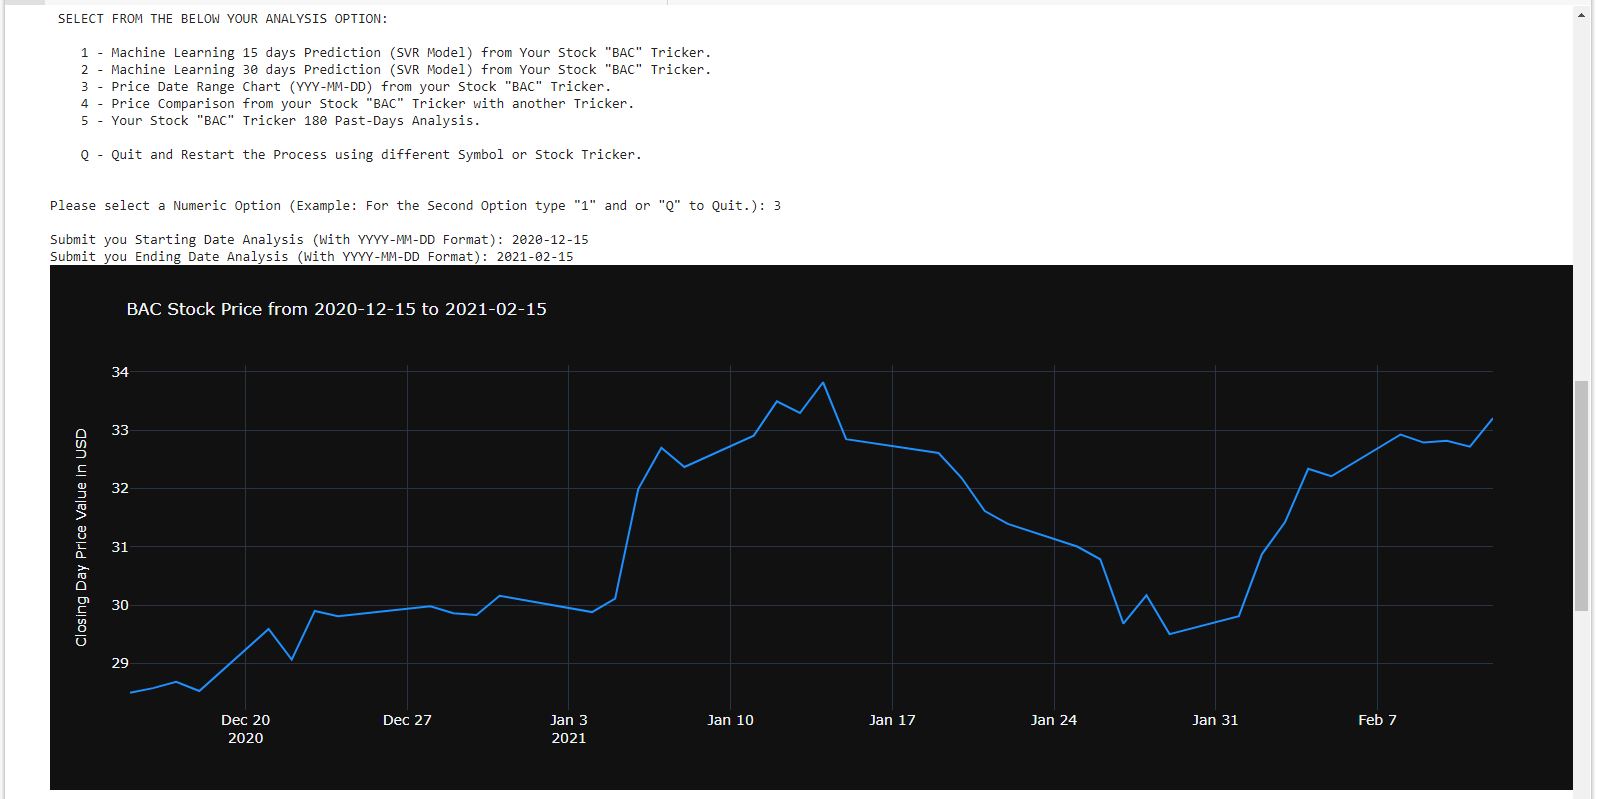 SELECT FROM THE BELOW YOUR ANALYSIS OPTION:
1 - Machine Learning 15 days Prediction (SVR Model) from Your Stock "BAC" Tricker.
2 - Machine Learning 30 days Prediction (SVR Model) from Your Stock "BAC" Tricker.
3 - Price Date Range Chart (YYY-MM-DD) from your Stock "BAC" Tricker.
4 - Price Comparison from your Stock "BAC" Tricker with another Tricker.
5 - Your Stock "BAC" Tricker 180 Past-Days Analysis.
Q - Quit and Restart the Process using different Symbol or Stock Tricker.
Please select a Numeric Option (Example: For the Second Option type "1" and or "Q" to Quit.): 3
Submit you Starting Date Analysis (With YYYY-MM-DD Format): 2020-12-15
Submit you Ending Date Analysis (With YYYY-MM-DD Format): 2021-02-15
BAC Stock Price from 2020-12-15 to 2021-02-15
Closing Day Price Value In USD
34
33
32
31
30
29
Dec 20 Dec 27 Jan 3 Jan 10 Jan 17 Jan 24 Jan 31 Feb 7
2020 2021